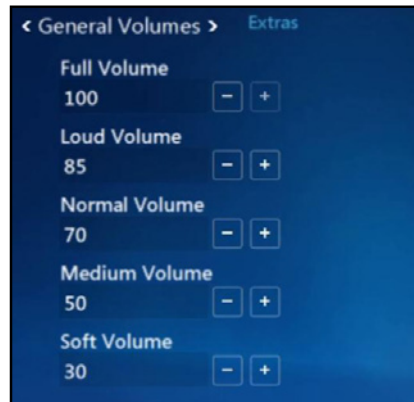 < General Volumes > Extras
Full Volume
100 - +
Loud Volume
85 - +
Normal Volume
70 - +
Medium Volume
50 - +
Soft Volume
30 - +